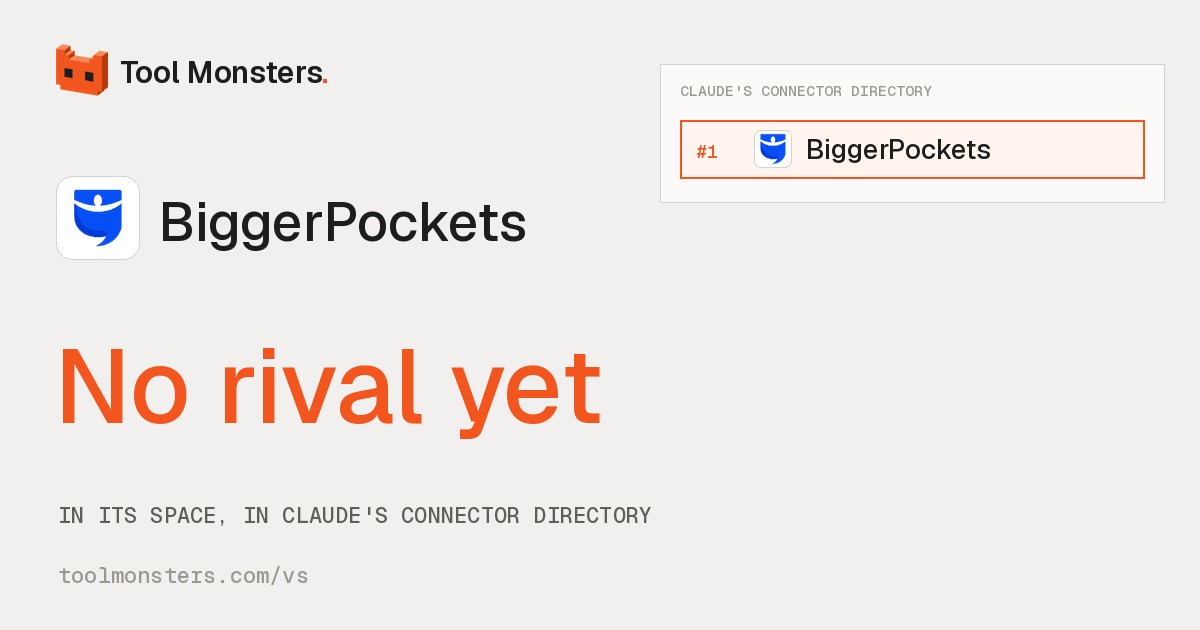 Tool Monsters.
CLAUDE'S CONNECTOR DIRECTORY
#1 BiggerPockets
BiggerPockets
No rival yet
IN ITS SPACE, IN CLAUDE'S CONNECTOR DIRECTORY
toolmonsters.com/vs